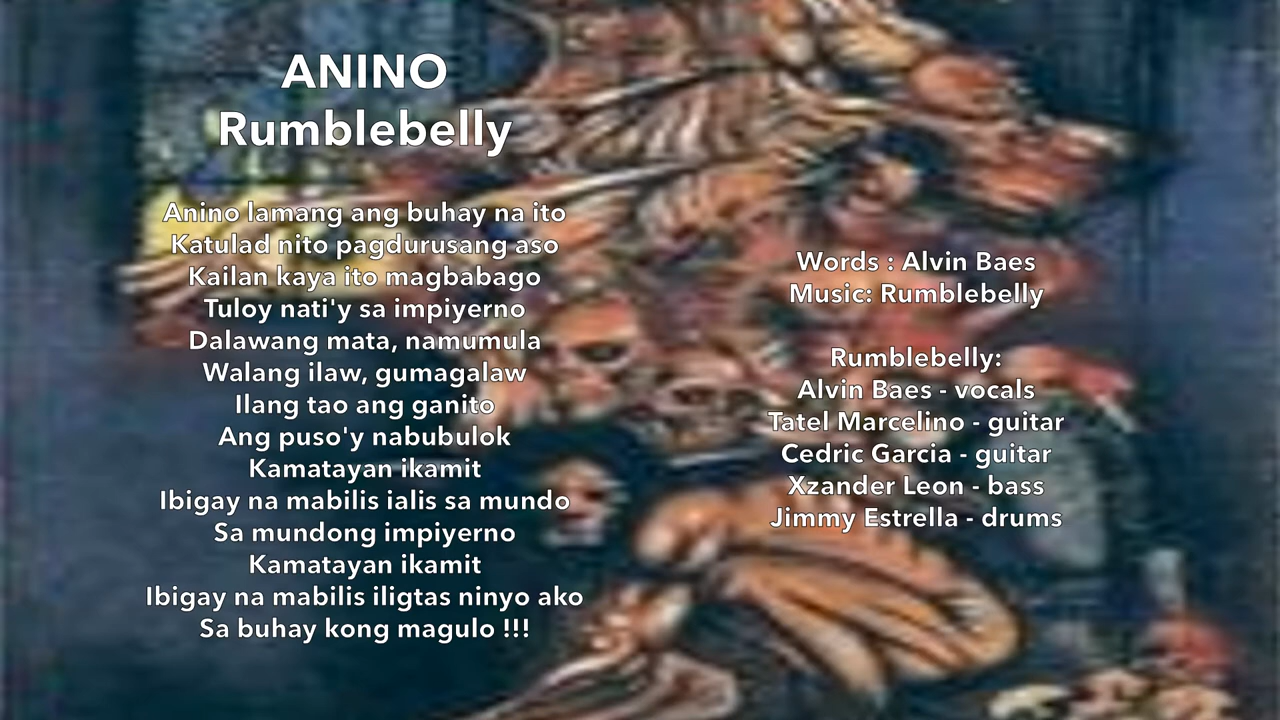 ANINO
Rumblebelly
Anino lamang ang buhay na ito
Katulad nito pagdurusang aso
Kailan kaya ito magbabago
Tuloy nati'y sa impiyerno
Dalawang mata, namumula
Walang ilaw, gumagalaw
Ilang tao ang ganito
Ang puso'y nabubulok
Kamatayan ikamit
Ibigay na mabilis ialis sa mundo
Sa mundong impiyerno
Kamatayan ikamit
Ibigay na mabilis iligtas ninyo ako
Sa buhay kong magulo !!!
Words : Alvin Baes
Music: Rumblebelly
Rumblebelly:
Alvin Baes - vocals
Tatel Marcelino - guitar
Cedric Garcia - guitar
Xzander Leon - bass
Jimmy Estrella - drums